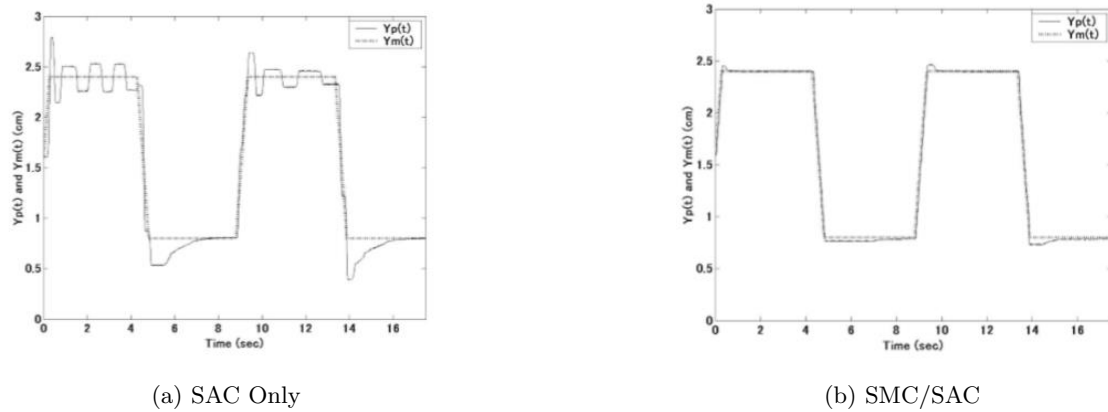 3
2.5
2
1.5
1
0.5
0
0 2 4 6 8 10 12 14 16
Time (sec)
Yp(t) and Ym(t) (cm)
Yp(t)
Ym(t)
(a) SAC Only
3
2.5
2
1.5
1
0.5
0
0 2 4 6 8 10 12 14 16
Time (sec)
Yp(t) and Ym(t) (cm)
Yp(t)
Ym(t)
(b) SMC/SAC